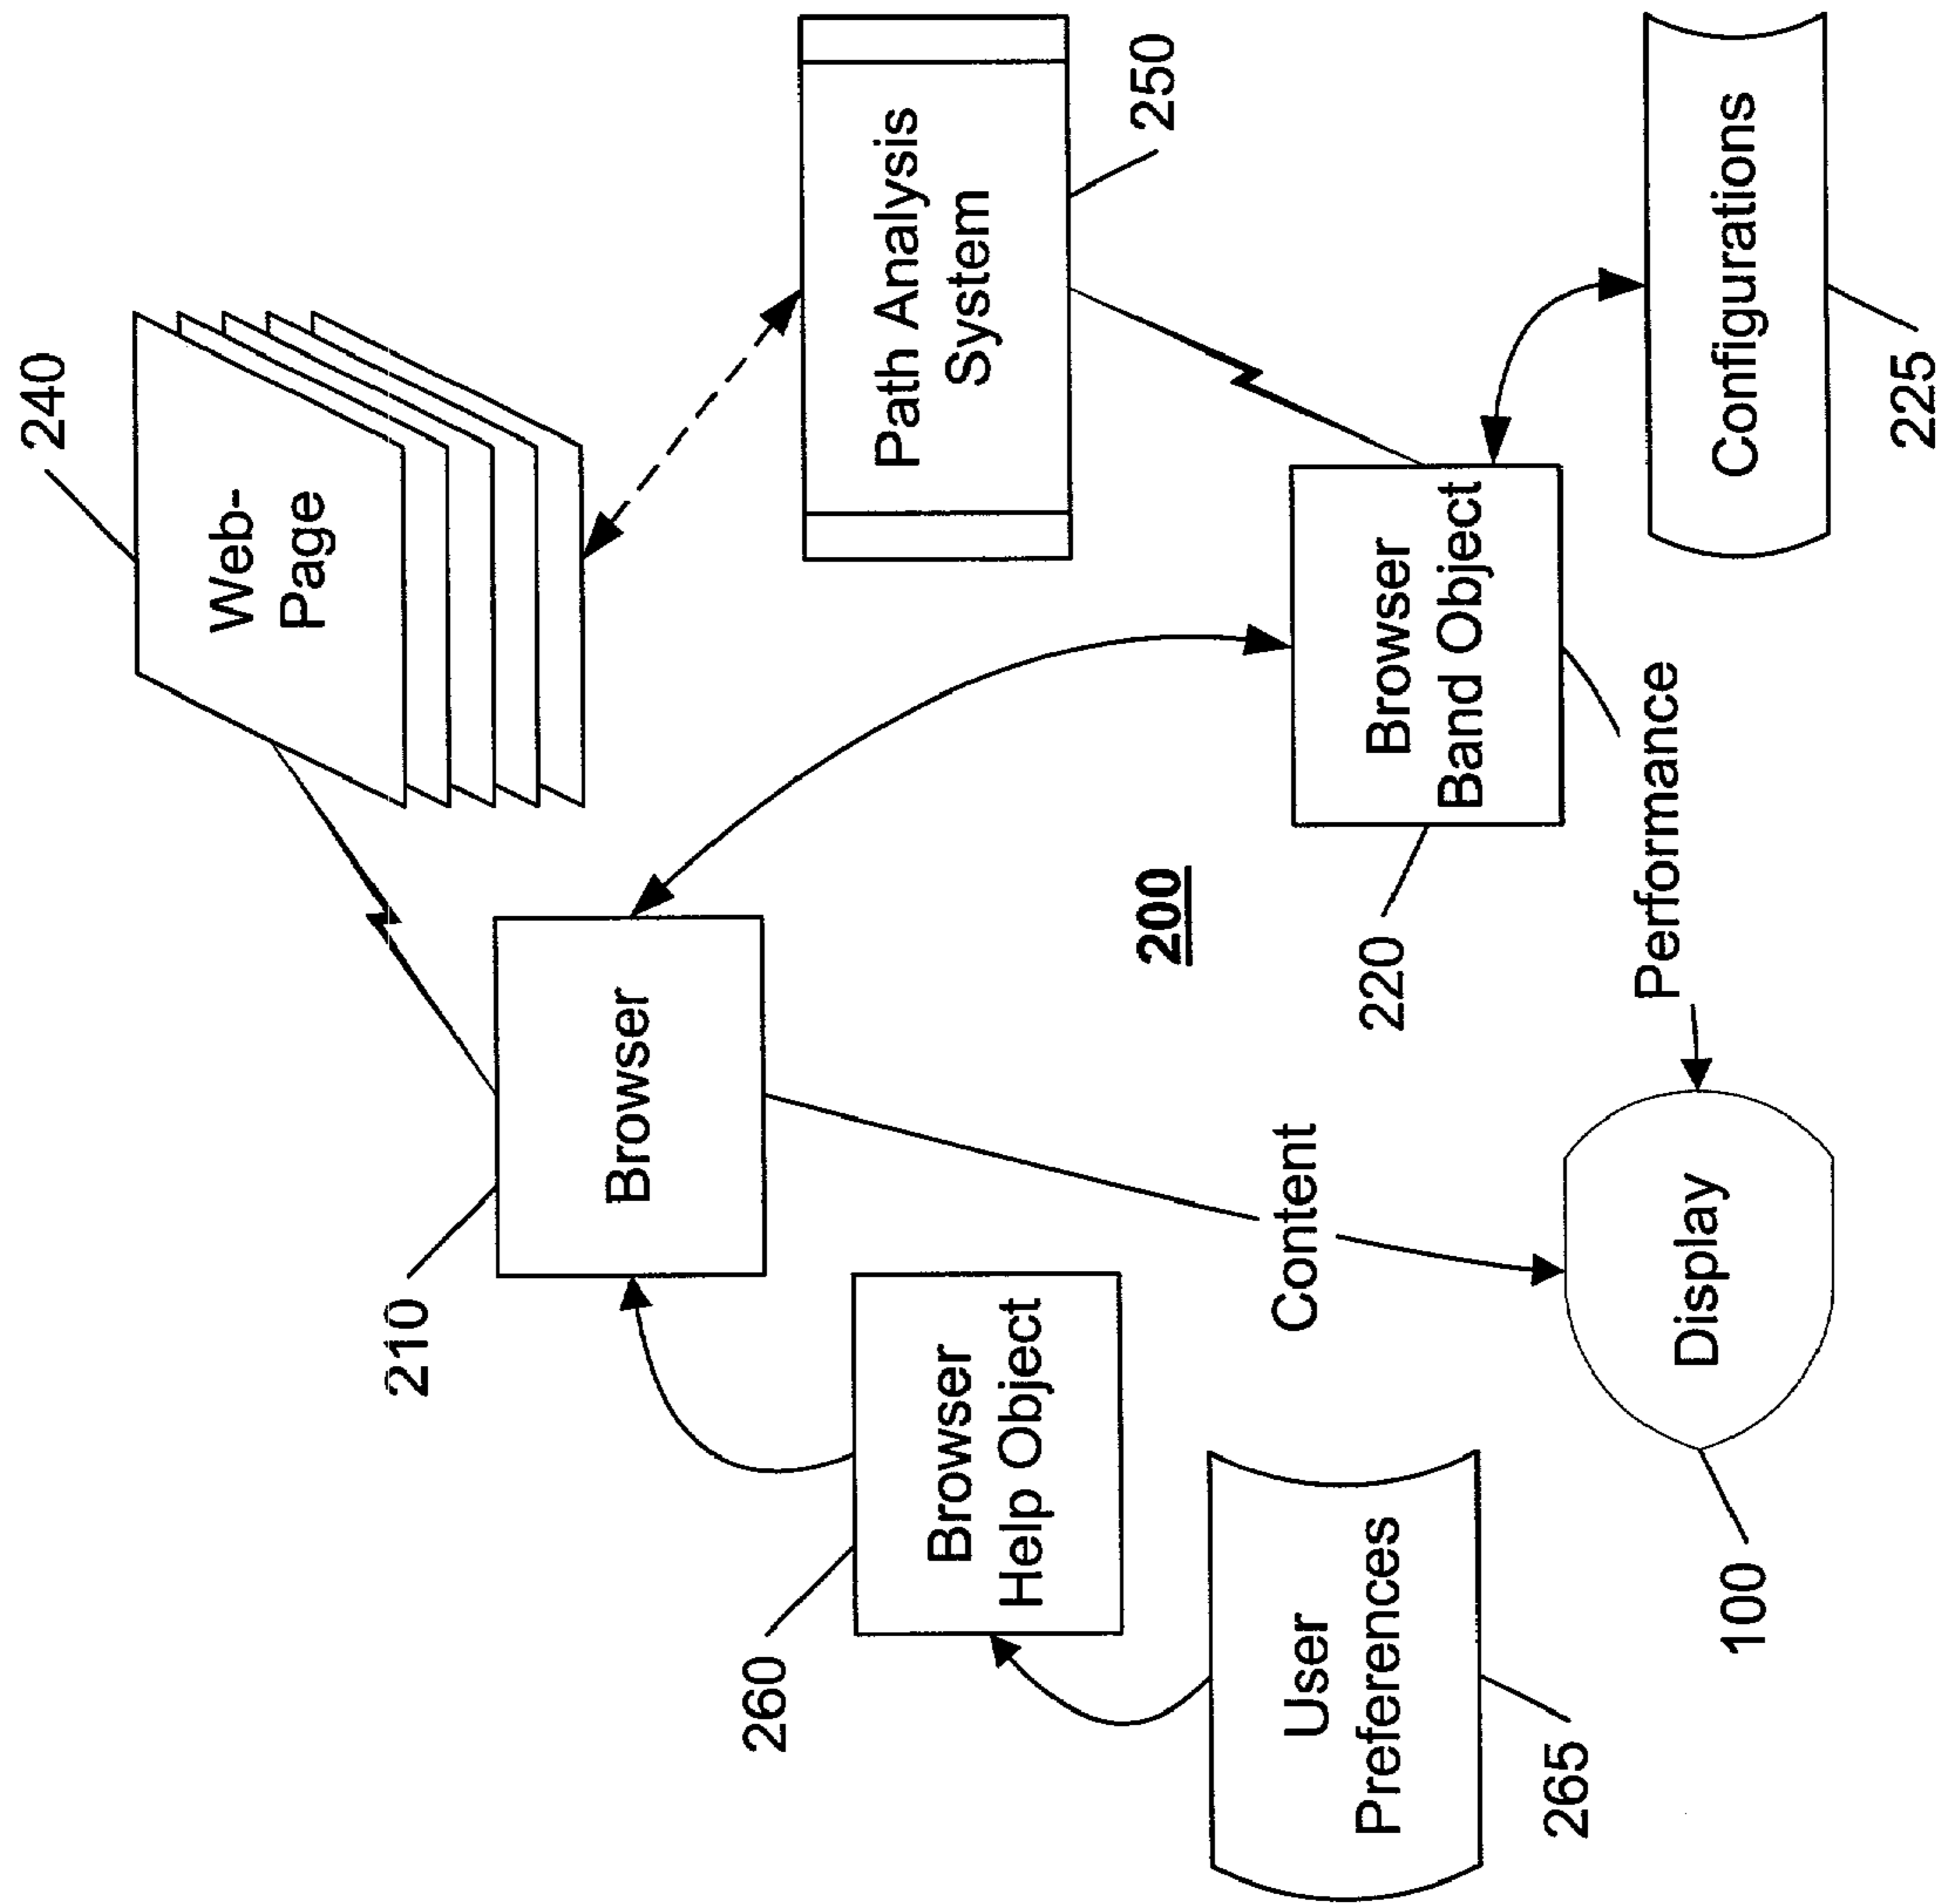 240
Web-
Page
210
Browser
Path Analysis
System
250
260
Browser
Help Object
200
Browser
Band Object
220
User
Preferences
265
Content
Performance
Display
100
Configurations
225